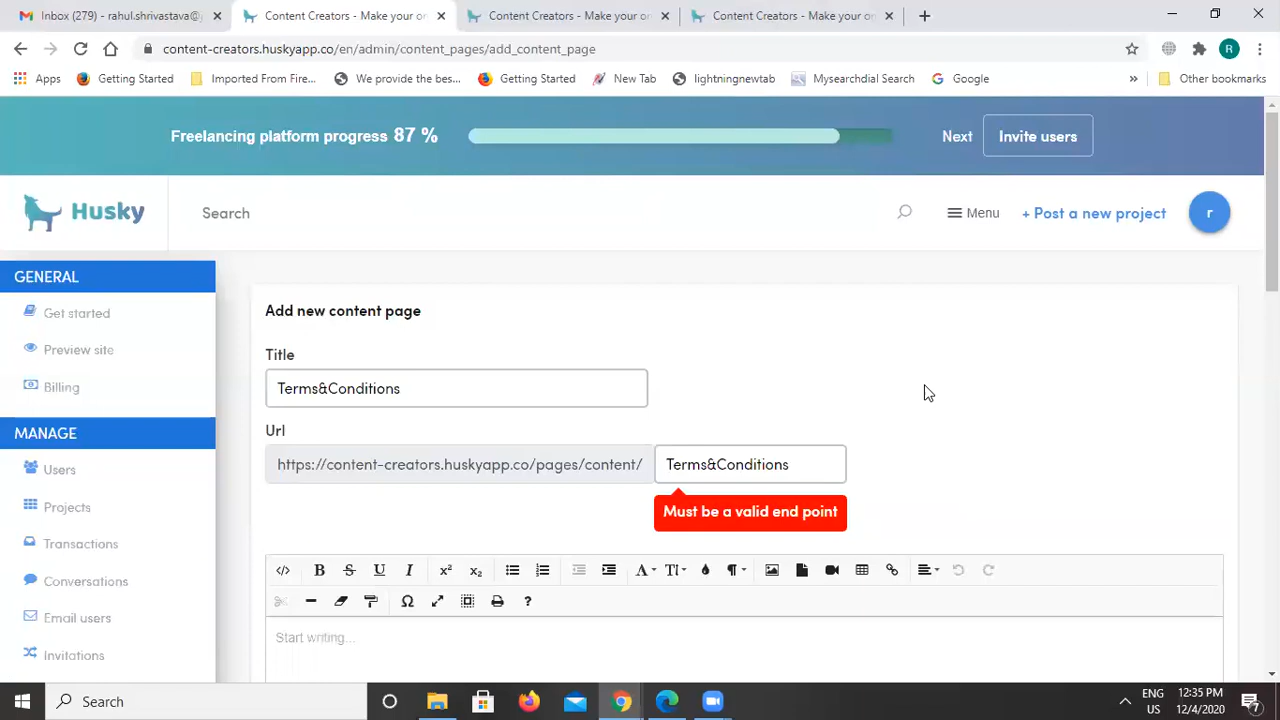 Inbox (279) - rahul.shrivastava@
Content Creators - Make your or
Content Creators - Make your or
Content Creators - Make your or
content-creators.huskyapp.co/en/admin/content_pages/add_content_page
R
Apps
Getting Started
Imported From Fire...
We provide the bes...
Getting Started
New Tab
lightningnewtab
Mysearchdial Search
Google
»
Other bookmarks
Freelancing platform progress 87 %
Next
Invite users
Husky
Search
Menu
+ Post a new project
r
GENERAL
Get started
Preview site
Billing
MANAGE
Users
Projects
Transactions
Conversations
Email users
Invitations
Add new content page
Title
Terms&Conditions
Url
https://content-creators.huskyapp.co/pages/content/
Terms&Conditions
Must be a valid end point
Start writing...
Search
ENG
US
12:35 PM
12/4/2020
7